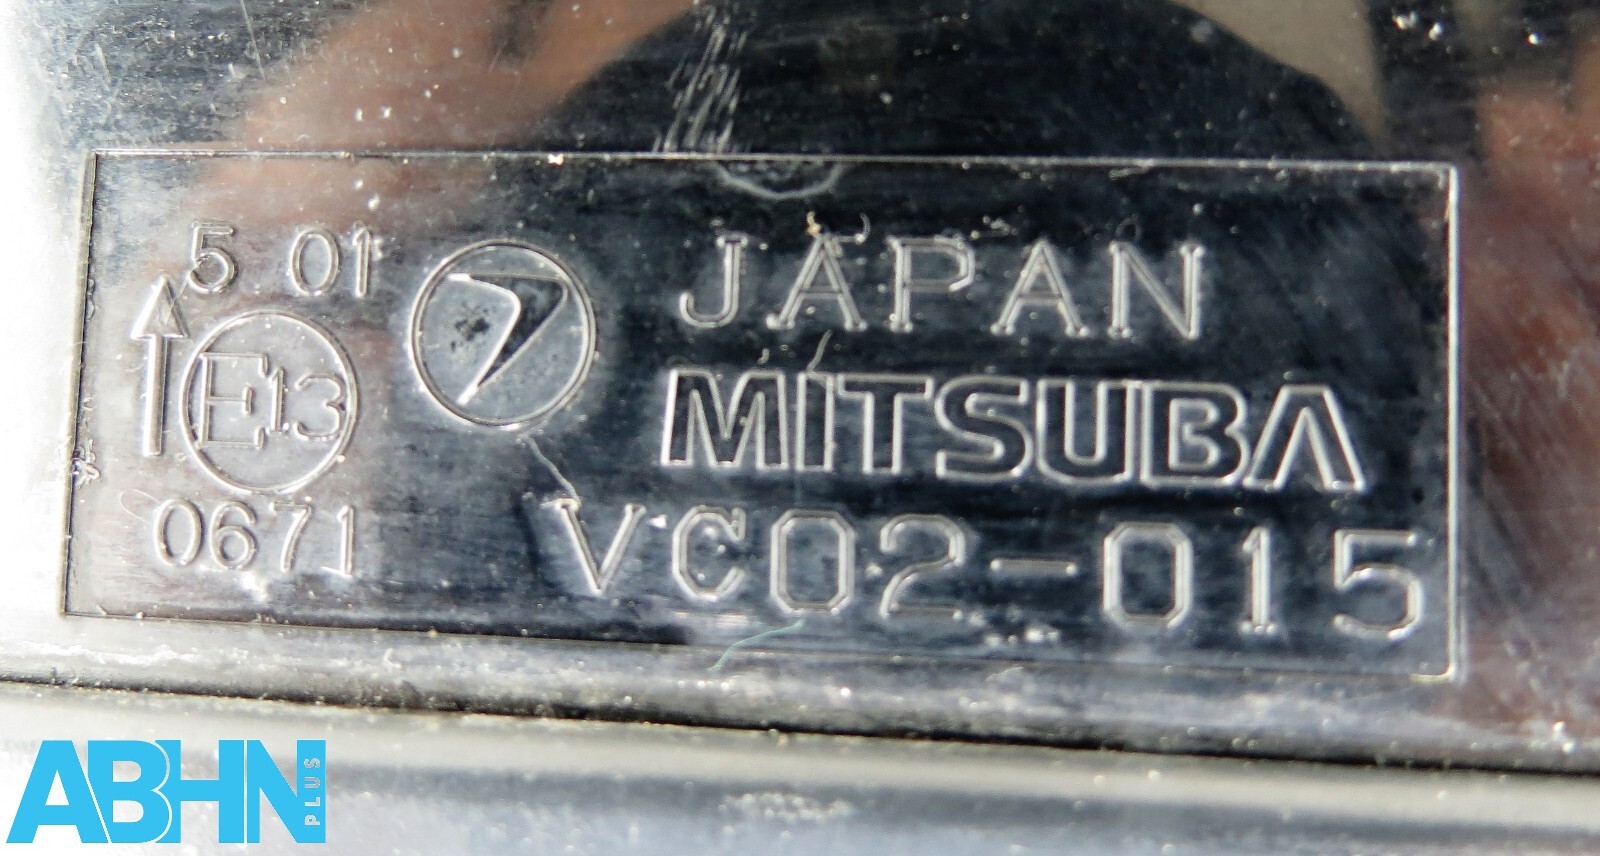 5 01
E13
0671
JAPAN
MITSUBA
VC02-015
ABHN
PLUS